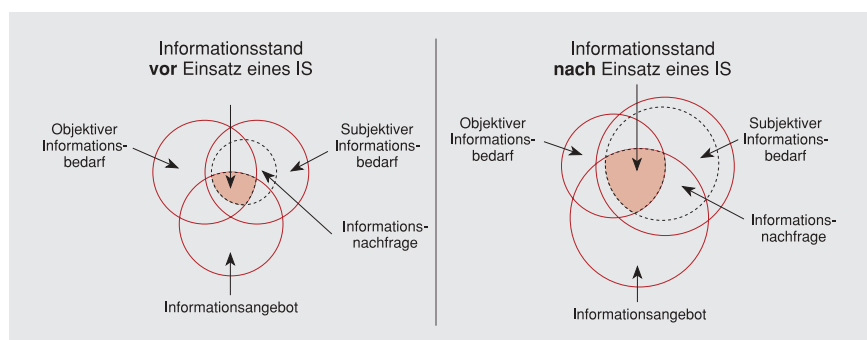 Informationsstand
vor Einsatz eines IS
Objektiver
Informations-
bedarf
Subjektiver
Informations-
bedarf
Informations-
nachfrage
Informationsangebot
Informationsstand
nach Einsatz eines IS
Objektiver
Informations-
bedarf
Subjektiver
Informations-
bedarf
Informations-
nachfrage
Informationsangebot